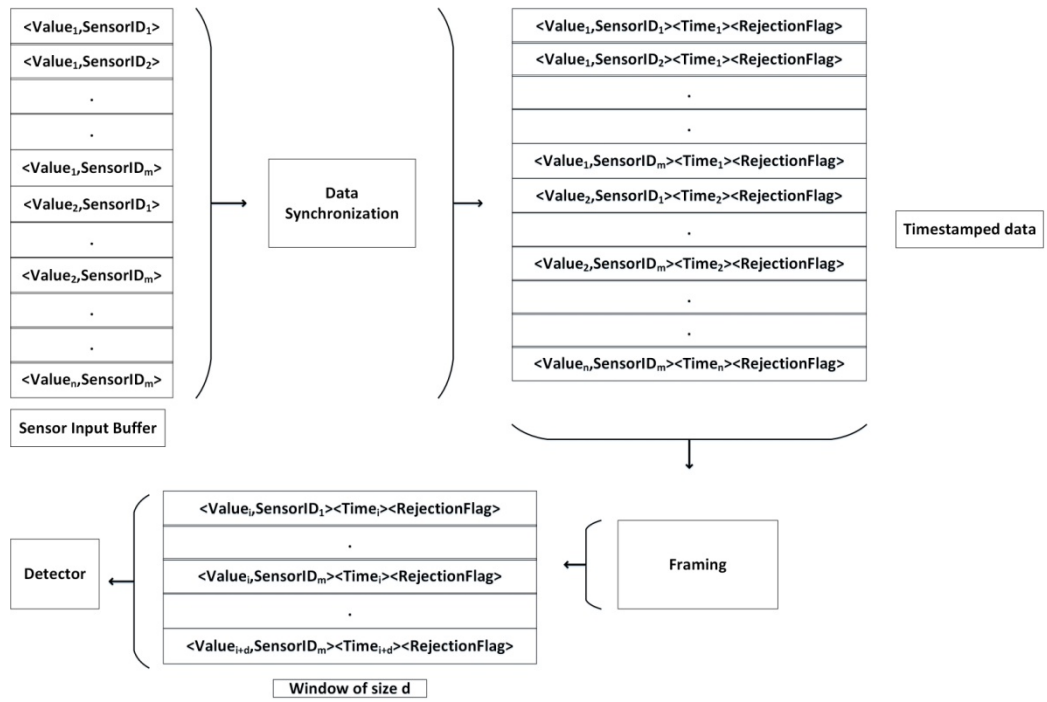 <Value₁,SensorID₁>
<Value₁,SensorID₂>
.
.
<Value₁,SensorIDₘ>
<Value₂,SensorID₁>
.
<Value₂,SensorIDₘ>
.
.
<Valueₙ,SensorIDₘ>
Sensor Input Buffer
Data
Synchronization
<Value₁,SensorID₁><Time₁><RejectionFlag>
<Value₁,SensorID₂><Time₁><RejectionFlag>
.
.
<Value₁,SensorIDₘ><Time₁><RejectionFlag>
<Value₂,SensorID₁><Time₂><RejectionFlag>
.
<Value₂,SensorIDₘ><Time₂><RejectionFlag>
.
.
<Valueₙ,SensorIDₘ><Timeₙ><RejectionFlag>
Timestamped data
Framing
<Valueᵢ,SensorID₁><Timeᵢ><RejectionFlag>
.
<Valueᵢ,SensorIDₘ><Timeᵢ><RejectionFlag>
.
<Valueᵢ₊d,SensorIDₘ><Timeᵢ₊d><RejectionFlag>
Window of size d
Detector